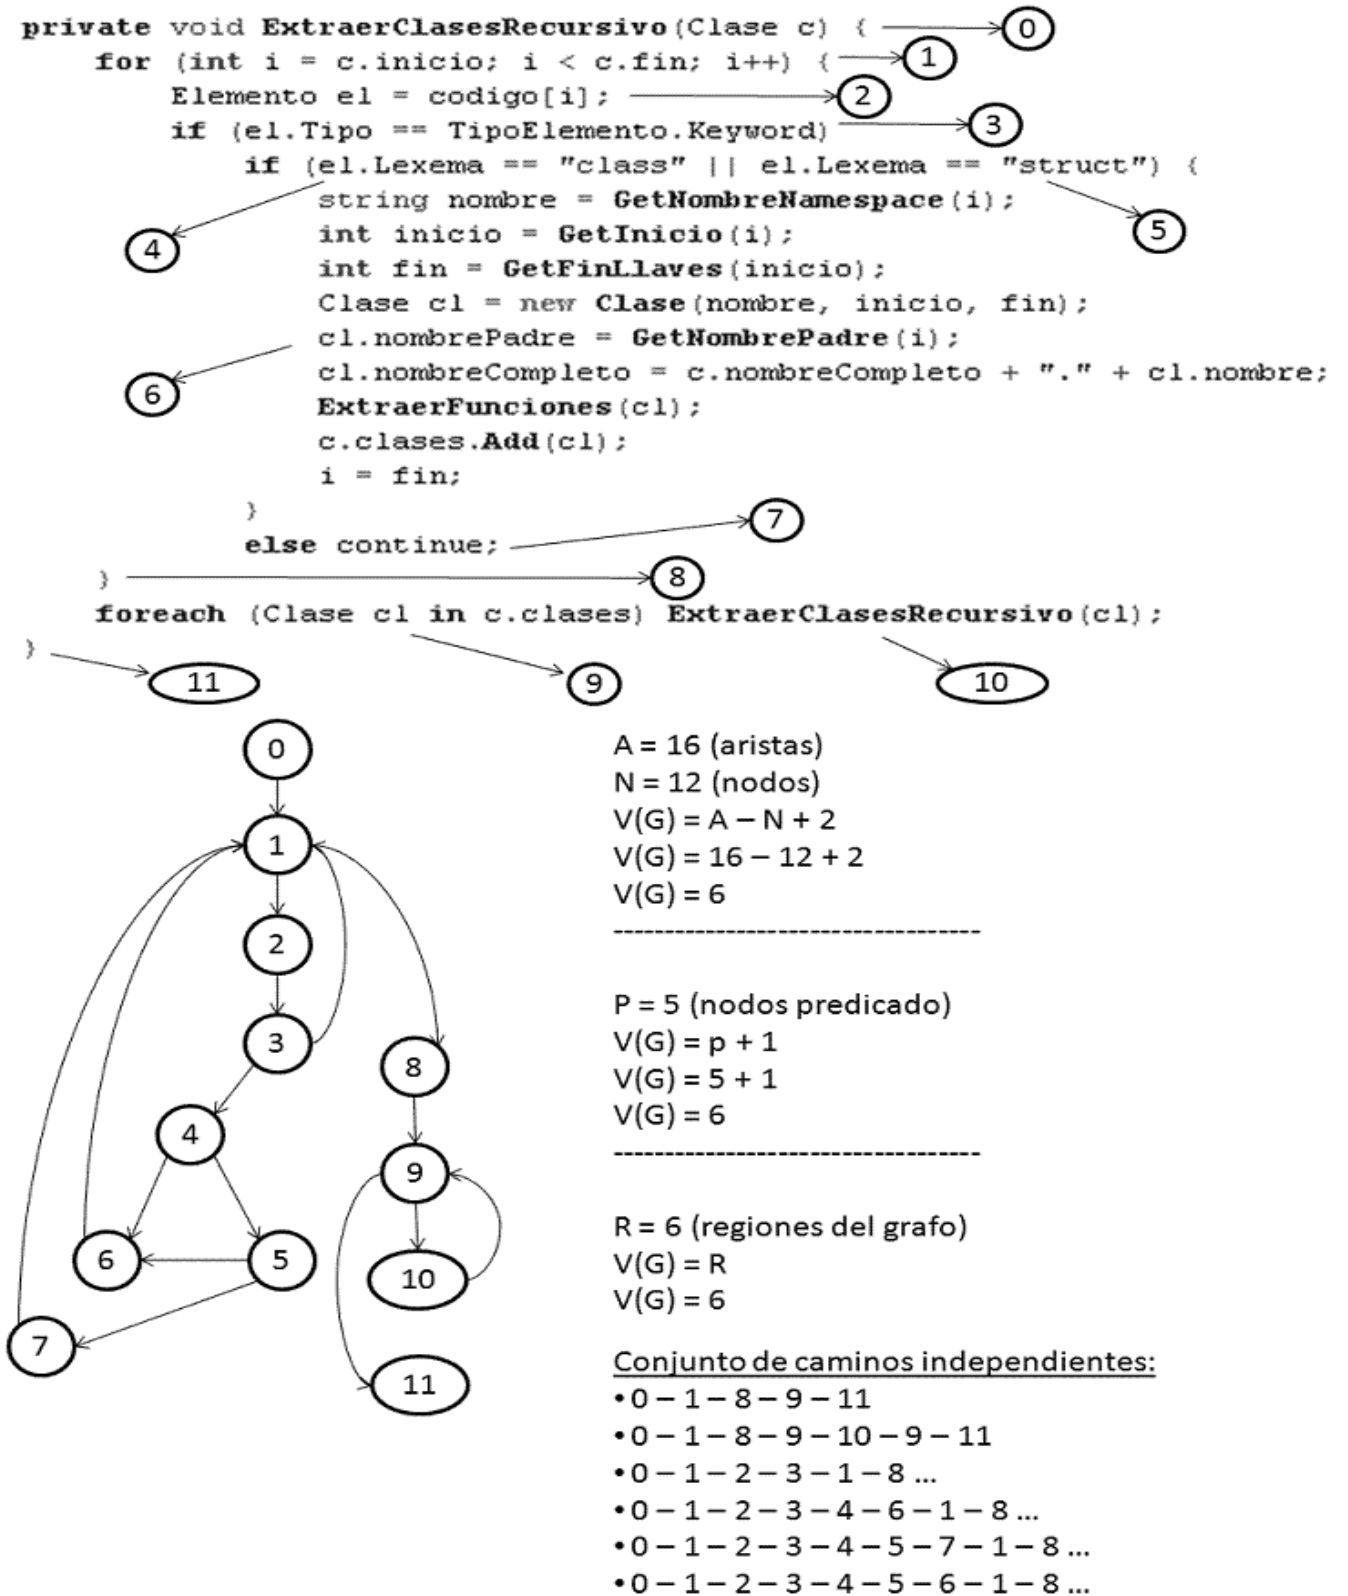 private void ExtraerClasesRecursivo(Clase c) { 0
for (int i = c.inicio; i < c.fin; i++) { 1
Elemento el = codigo[i]; 2
if (el.Tipo == TipoElemento.Keyword) 3
if (el.Lexema == "class" || el.Lexema == "struct") {
string nombre = GetNombreNamespace(i);
4
int inicio = GetInicio(i);
5
int fin = GetFinLlaves(inicio);
Clase cl = new Clase(nombre, inicio, fin);
cl.nombrePadre = GetNombrePadre(i);
cl.nombreCompleto = c.nombreCompleto + "." + cl.nombre;
6
ExtraerFunciones(cl);
c.clases.Add(cl);
i = fin;
}
else continue; 7
} 8
foreach (Clase cl in c.clases) ExtraerClasesRecursivo(cl);
}
11
9
10
0
1
2
3
8
4
9
6
5
10
7
11
A = 16 (aristas)
N = 12 (nodos)
V(G) = A – N + 2
V(G) = 16 – 12 + 2
V(G) = 6
-----------------------------------
P = 5 (nodos predicado)
V(G) = p + 1
V(G) = 5 + 1
V(G) = 6
-----------------------------------
R = 6 (regiones del grafo)
V(G) = R
V(G) = 6
Conjunto de caminos independientes:
•0 – 1 – 8 – 9 – 11
•0 – 1 – 8 – 9 – 10 – 9 – 11
•0 – 1 – 2 – 3 – 1 – 8 ...
•0 – 1 – 2 – 3 – 4 – 6 – 1 – 8 ...
•0 – 1 – 2 – 3 – 4 – 5 – 7 – 1 – 8 ...
•0 – 1 – 2 – 3 – 4 – 5 – 6 – 1 – 8 ...